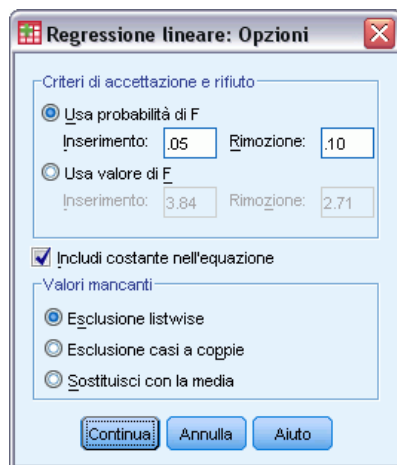 Regressione lineare: Opzioni
Criteri di accettazione e rifiuto
Usa probabilità di F
Inserimento: .05 Rimozione: .10
Usa valore di F
Inserimento: 3.84 Rimozione: 2.71
Includi costante nell'equazione
Valori mancanti
Esclusione listwise
Esclusione casi a coppie
Sostituisci con la media
Continua Annulla Aiuto